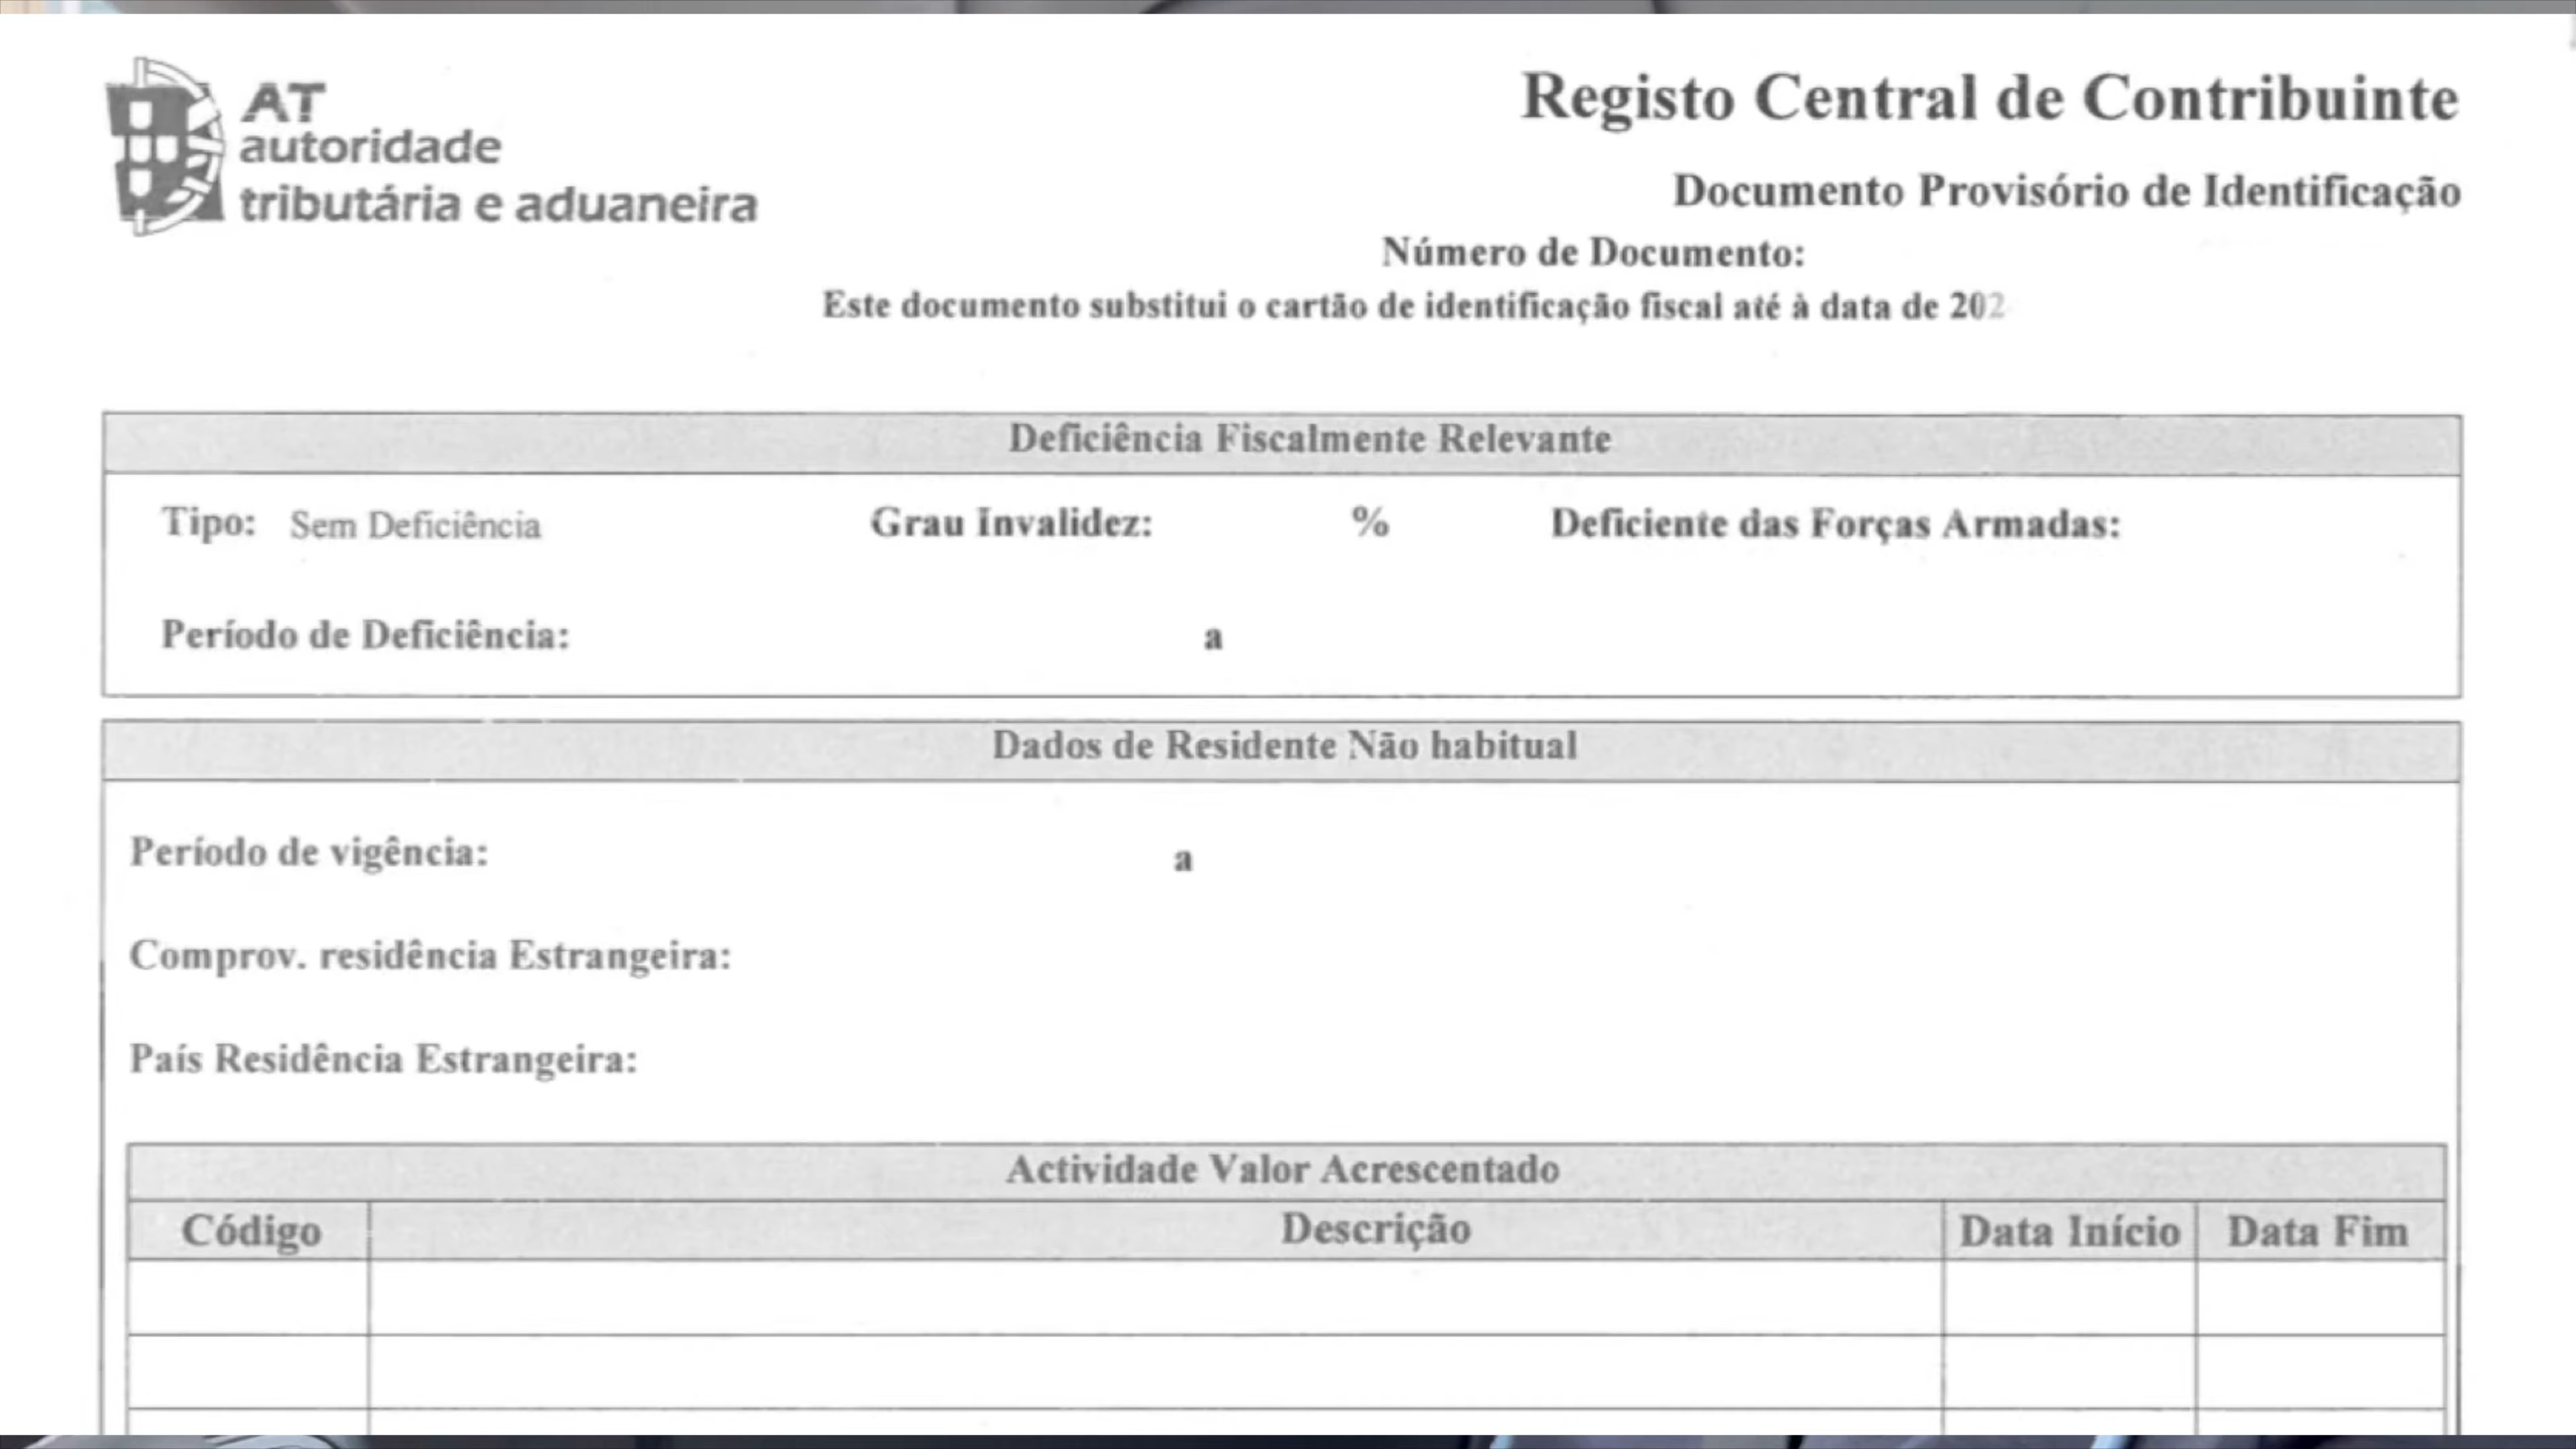 AT
autoridade
tributária e aduaneira
Registo Central de Contribuinte
Documento Provisório de Identificação
Número de Documento:
Este documento substitui o cartão de identificação fiscal até à data de 202
Deficiência Fiscalmente Relevante
Tipo: Sem Deficiência Grau Invalidez: % Deficiente das Forças Armadas:
Período de Deficiência: a
Dados de Residente Não habitual
Período de vigência: a
Comprov. residência Estrangeira:
País Residência Estrangeira:
Actividade Valor Acrescentado
Código Descrição Data Início Data Fim